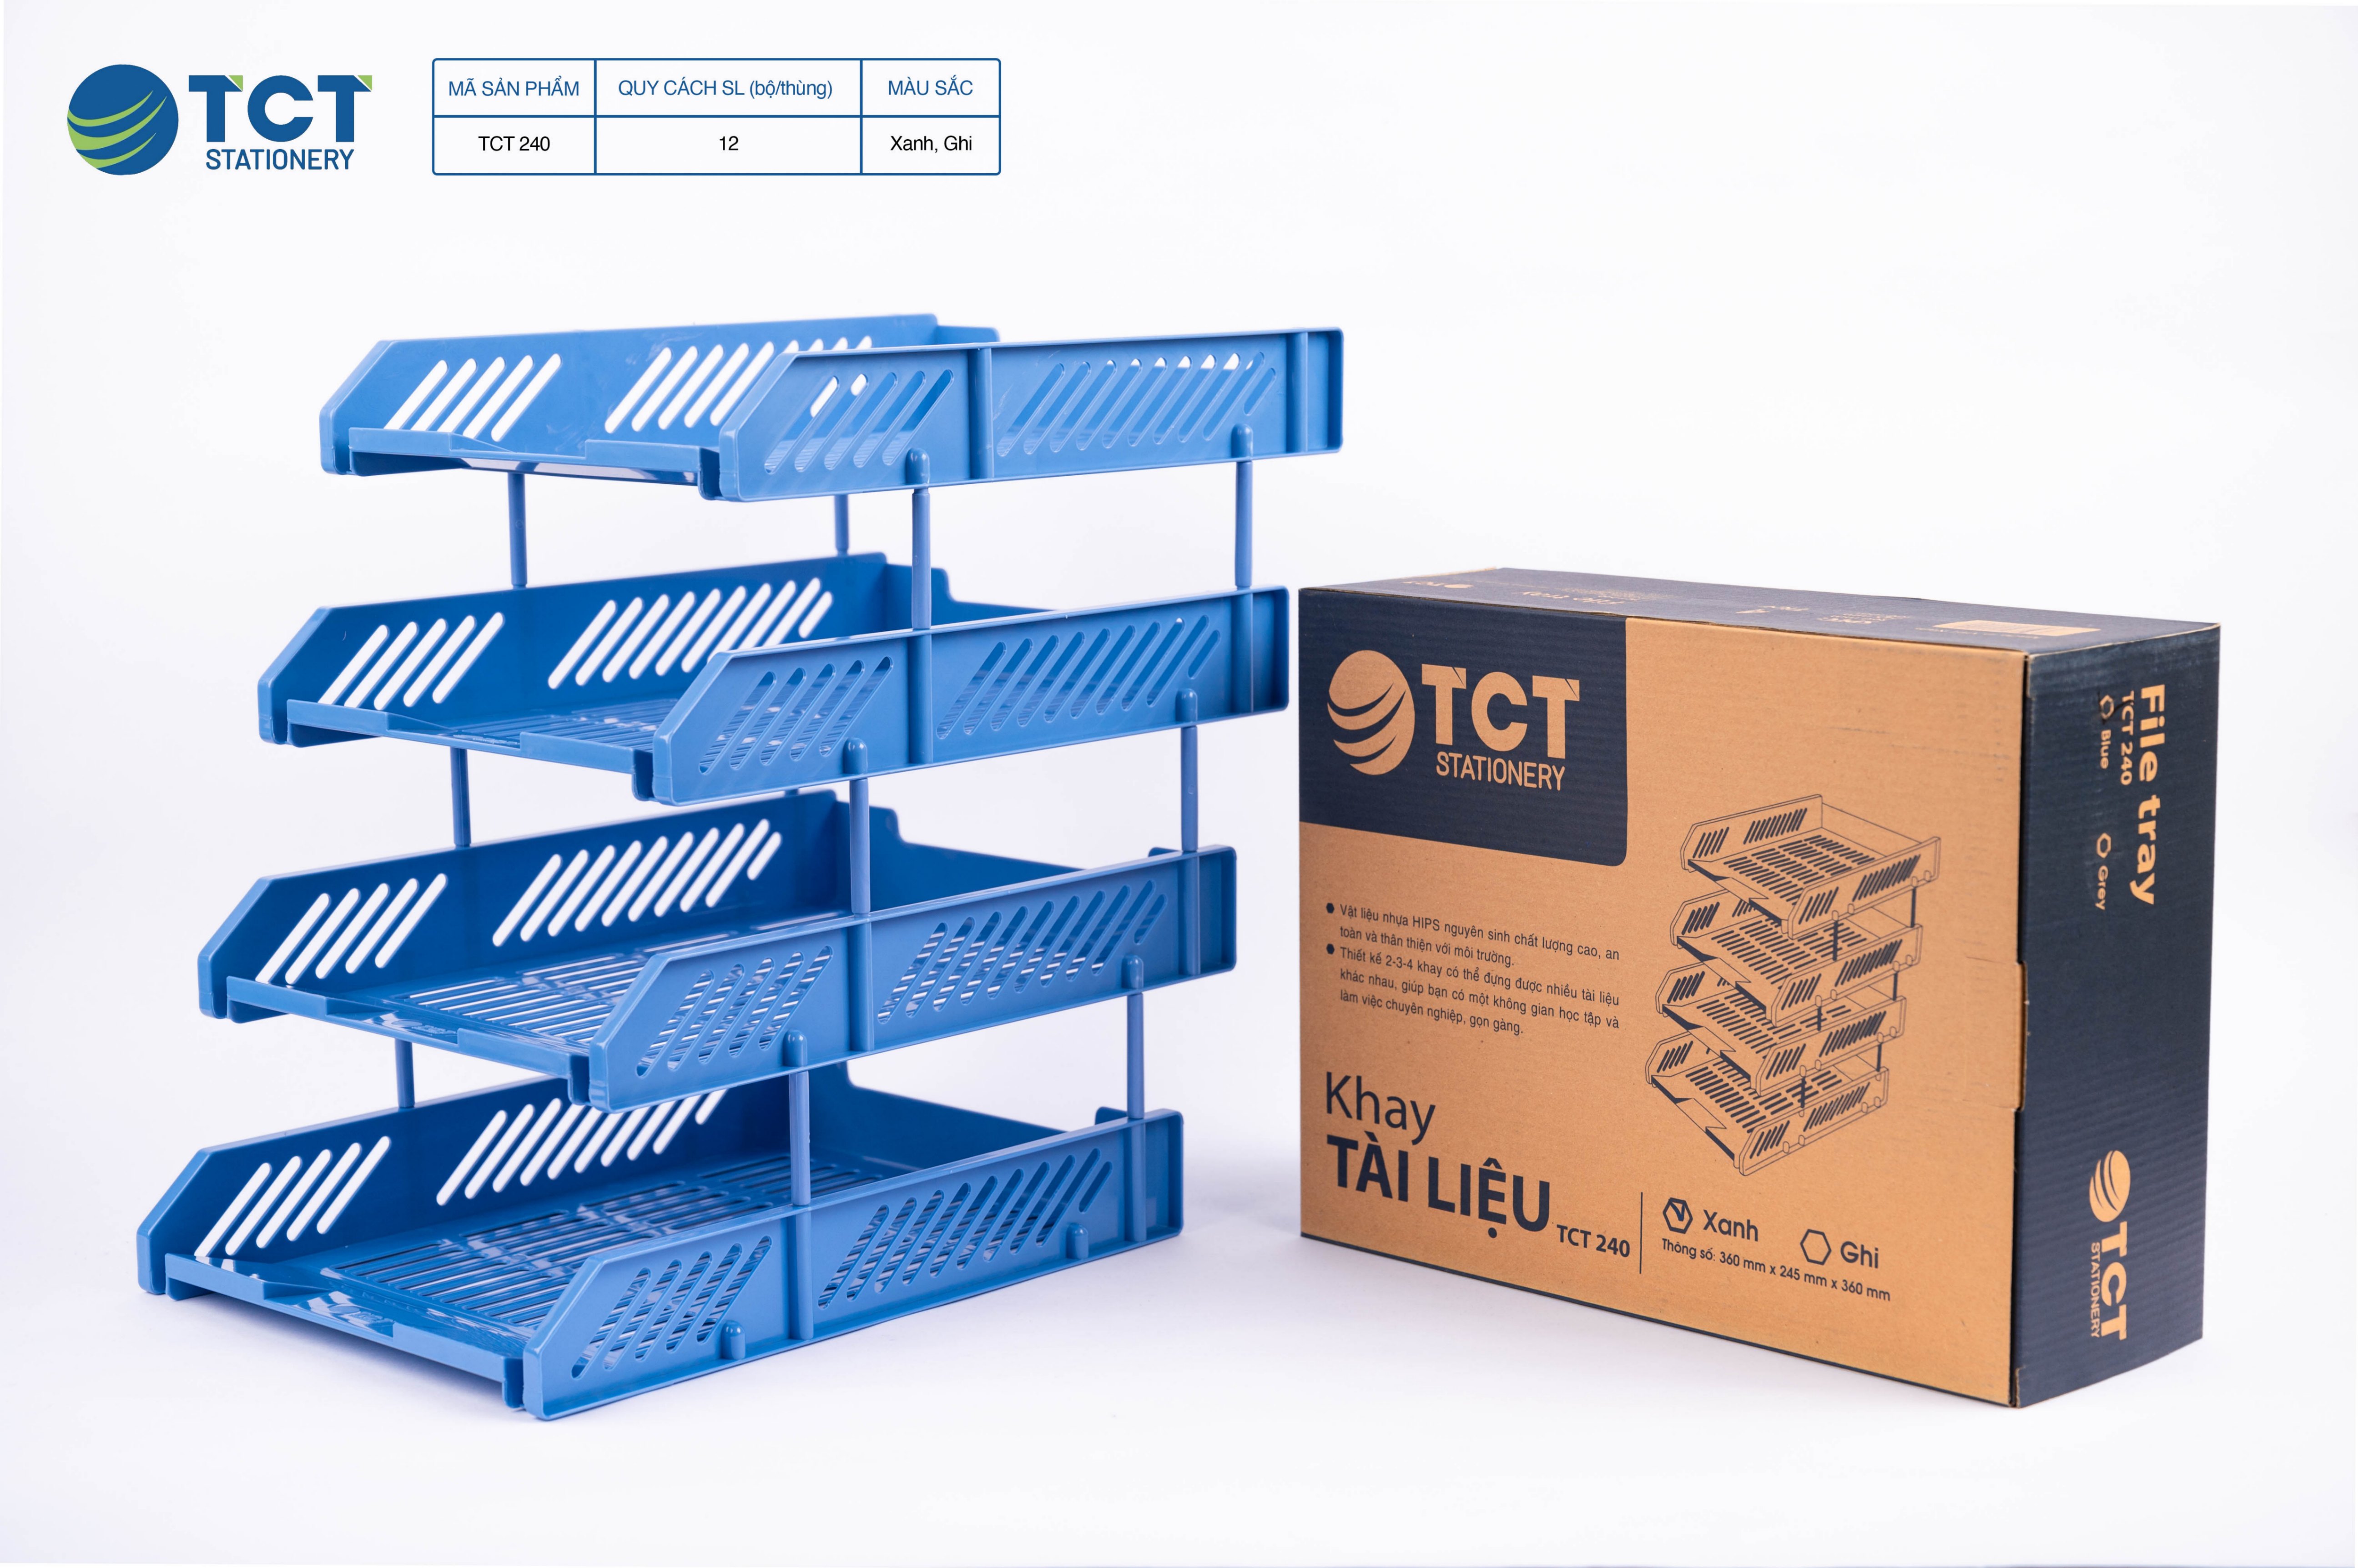 TCT
STATIONERY
MÃ SẢN PHẨM QUY CÁCH SL (bộ/thùng) MÀU SẮC
TCT 240 12 Xanh, Ghi
TCT
STATIONERY
● Vật liệu nhựa HIPS nguyên sinh chất lượng cao, an
toàn và thân thiện với môi trường.
● Thiết kế 2-3-4 khay có thể đựng được nhiều tài liệu
khác nhau, giúp bạn có một không gian học tập và
làm việc chuyên nghiệp, gọn gàng.
Khay
TÀI LIỆU TCT 240
Xanh Ghi
Thông số: 360 mm x 245 mm x 360 mm
File tray
TCT 240
Blue Grey
TCT
STATIONERY
File tray